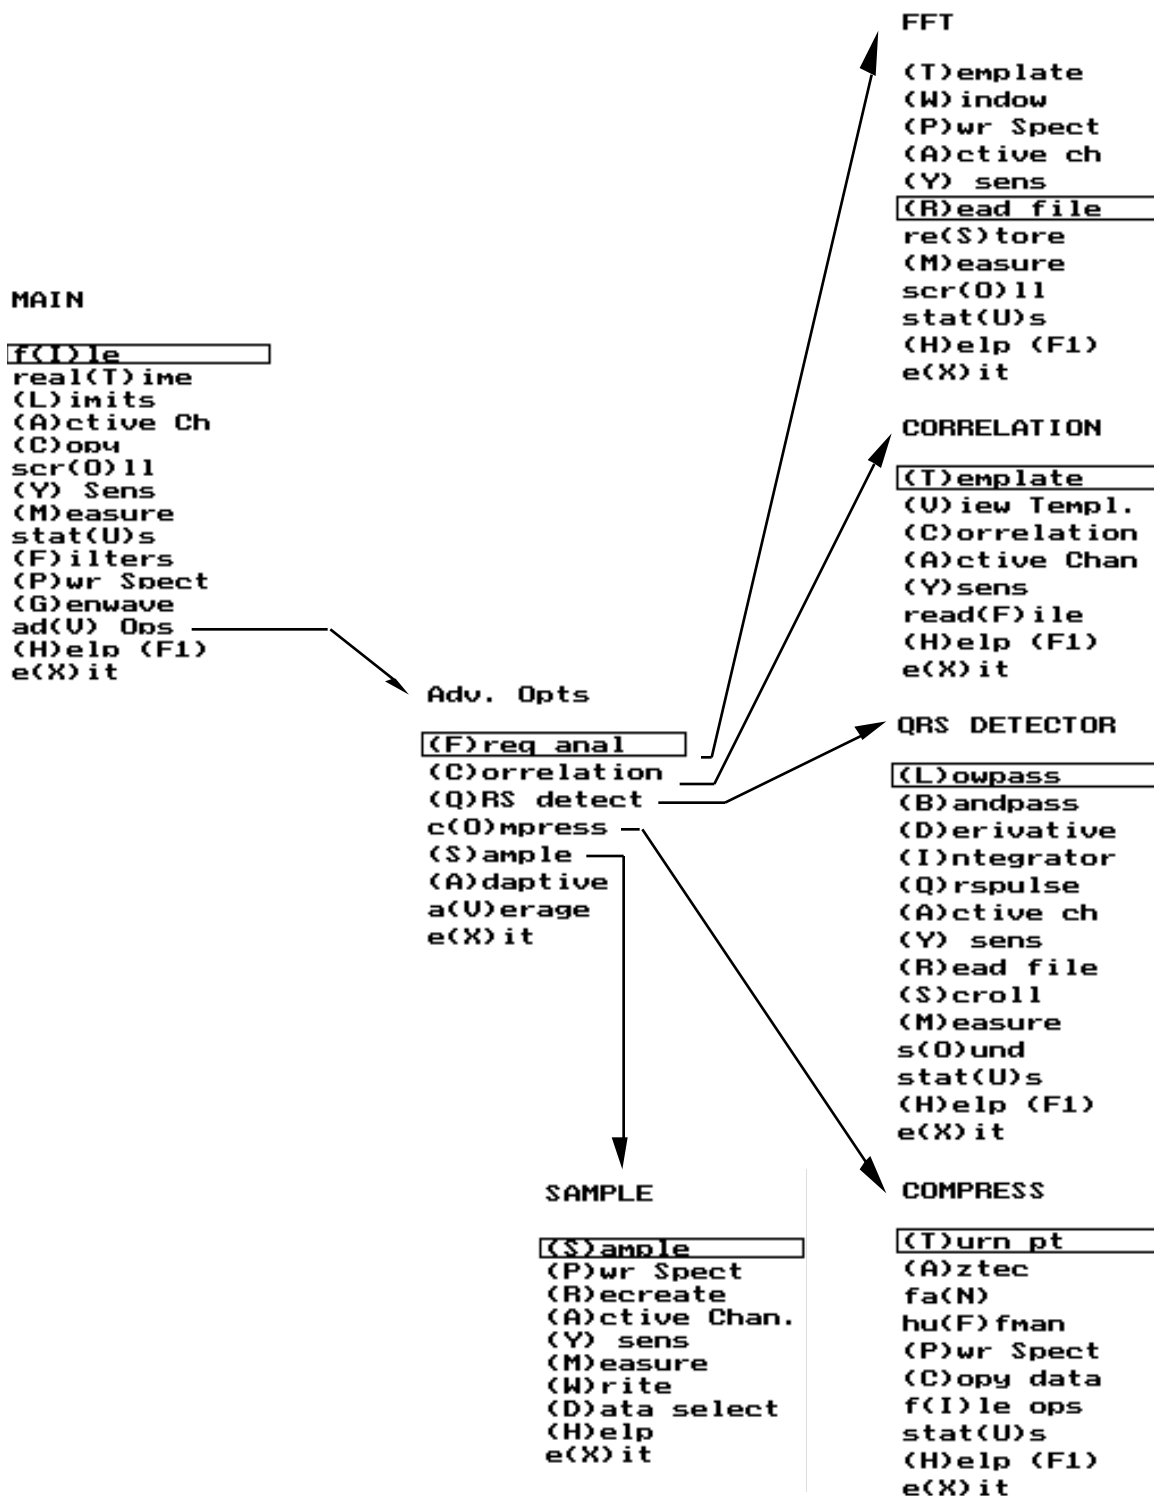 MAIN
f(I)le
real(T)ime
(L)imits
(A)ctive Ch
(C)opy
scr(O)ll
(Y) Sens
(M)easure
stat(U)s
(F)ilters
(P)wr Spect
(G)enwave
ad(V) Ops
(H)elp (F1)
e(X)it
Adv. Opts
(F)req anal
(C)orrelation
(Q)RS detect
c(O)mpress
(S)ample
(A)daptive
a(V)erage
e(X)it
FFT
(T)emplate
(W)indow
(P)wr Spect
(A)ctive ch
(Y) sens
(R)ead file
re(S)tore
(M)easure
scr(O)ll
stat(U)s
(H)elp (F1)
e(X)it
CORRELATION
(T)emplate
(V)iew Templ.
(C)orrelation
(A)ctive Chan
(Y)sens
read(F)ile
(H)elp (F1)
e(X)it
QRS DETECTOR
(L)owpass
(B)andpass
(D)erivative
(I)ntegrator
(Q)rspulse
(A)ctive ch
(Y) sens
(R)ead file
(S)croll
(M)easure
s(O)und
stat(U)s
(H)elp (F1)
e(X)it
SAMPLE
(S)ample
(P)wr Spect
(R)ecreate
(A)ctive Chan.
(Y) sens
(M)easure
(W)rite
(D)ata select
(H)elp
e(X)it
COMPRESS
(T)urn pt
(A)ztec
fa(N)
hu(F)fman
(P)wr Spect
(C)opy data
f(I)le ops
stat(U)s
(H)elp (F1)
e(X)it